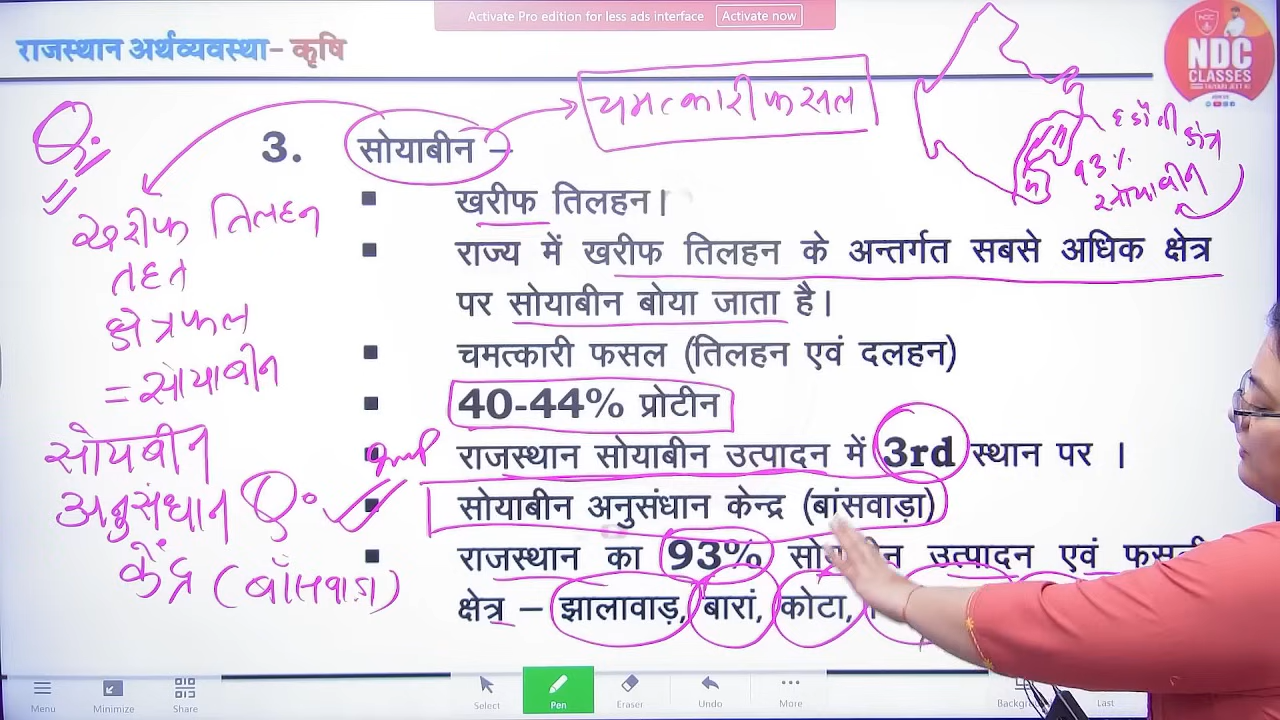 Activate Pro edition for less ads interface
Activate now
राजस्थान अर्थव्यवस्था- कृषि
NDC
CLASSES
चमत्कारी फसल
3. सोयाबीन –
खरीफ तिलहन।
राज्य में खरीफ तिलहन के अन्तर्गत सबसे अधिक क्षेत्र
पर सोयाबीन बोया जाता है।
चमत्कारी फसल (तिलहन एवं दलहन)
40-44% प्रोटीन
राजस्थान सोयाबीन उत्पादन में 3rd स्थान पर ।
सोयाबीन अनुसंधान केन्द्र (बांसवाड़ा)
राजस्थान का 93% सोयाबीन उत्पादन एवं
क्षेत्र – झालावाड़, बारां, कोटा,
Q.
खरीफ तिलहन
तहत
क्षेत्रफल
= सोयाबीन
सोयबीन
अनुसंधान Q.
केंद्र (बाँसवाड़ा)
क्षेत्र
93%
सोयाबीन
Menu
Minimize
Share
Select
Pen
Eraser
Undo
More
Last